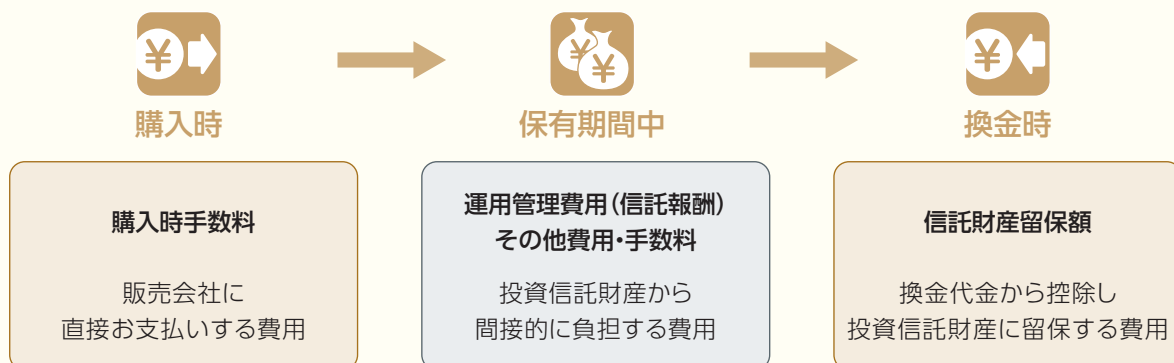 購入時
保有期間中
換金時
購入時手数料
販売会社に
直接お支払いする費用
運用管理費用(信託報酬)
その他費用・手数料
投資信託財産から
間接的に負担する費用
信託財産留保額
換金代金から控除し
投資信託財産に留保する費用